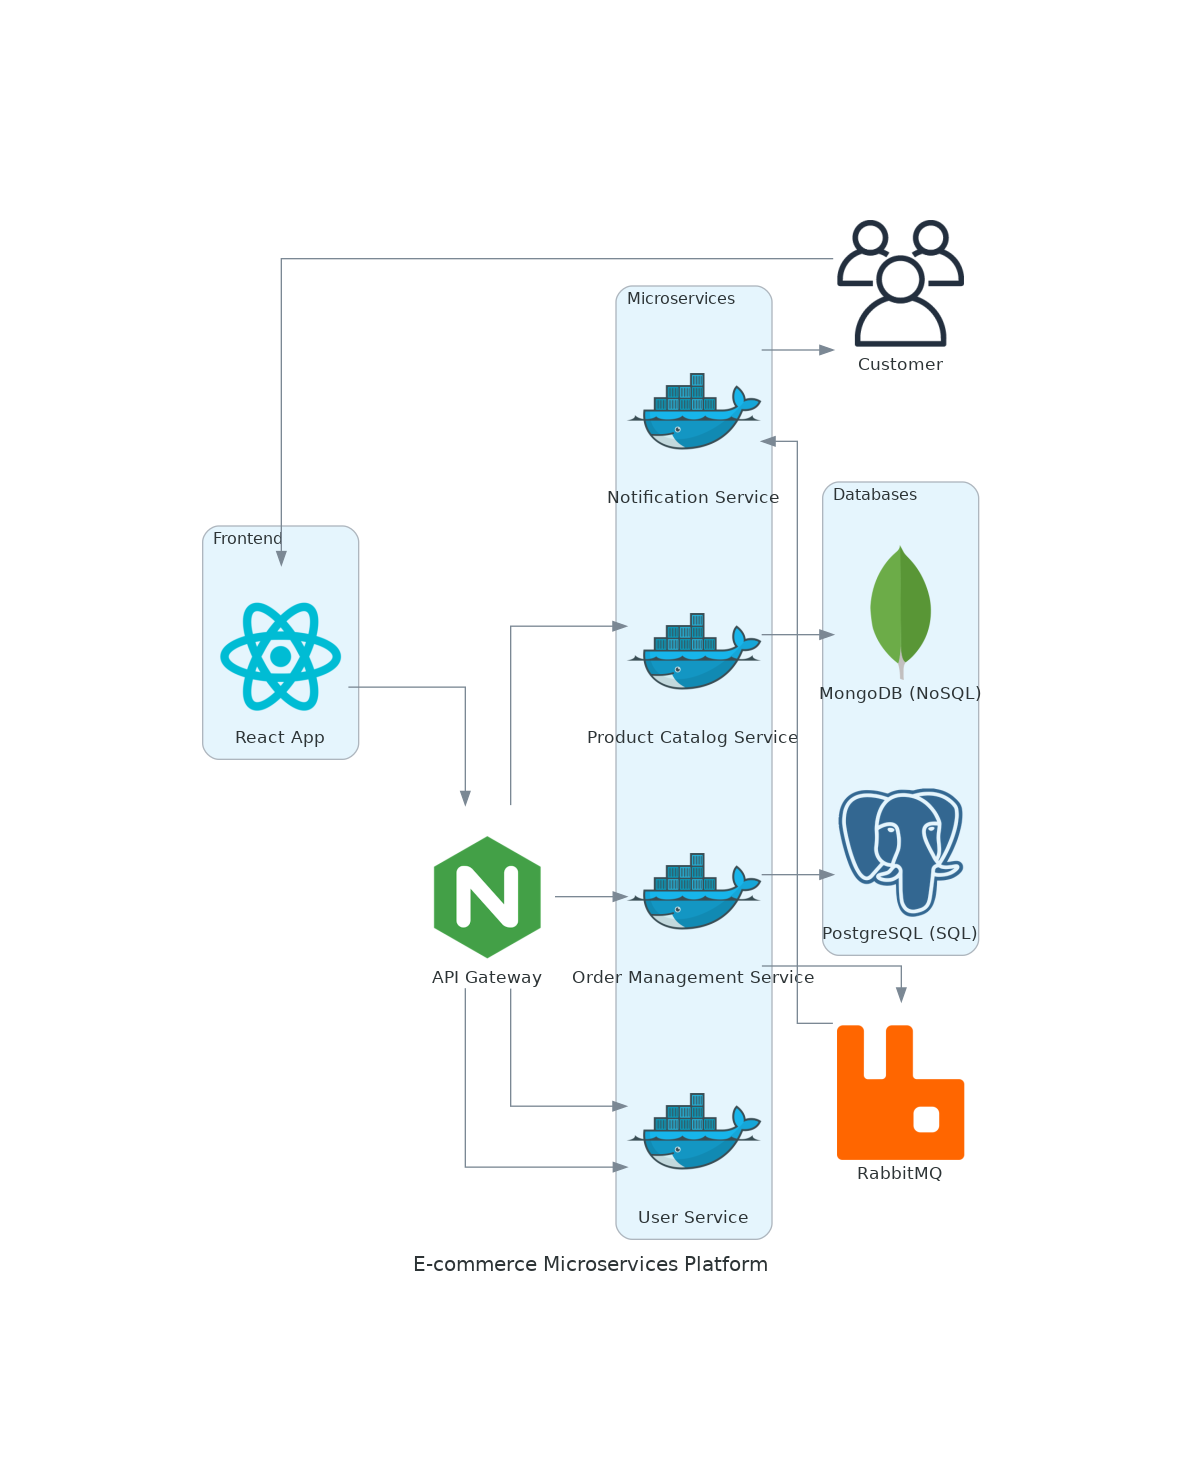 Customer
Microservices
Notification Service
Databases
MongoDB (NoSQL)
Frontend
React App
Product Catalog Service
PostgreSQL (SQL)
API Gateway
Order Management Service
RabbitMQ
User Service
E-commerce Microservices Platform